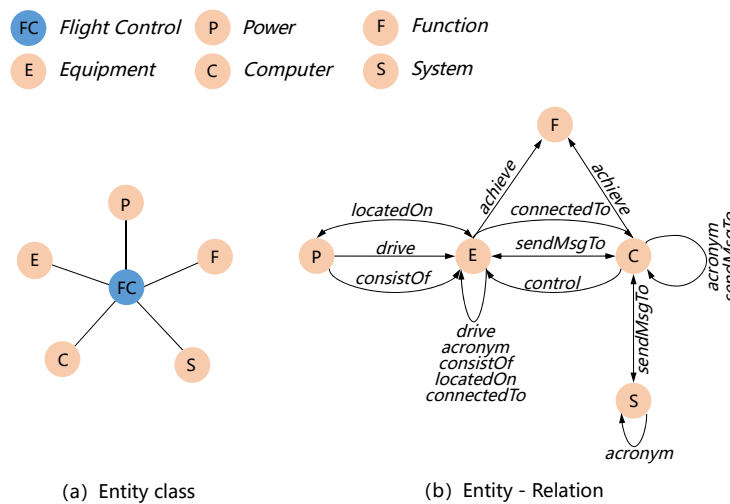 FC Flight Control P Power F Function
E Equipment C Computer S System
P
E
F
FC
C
S
F
achieve
achieve
locatedOn
connectedTo
P
drive
E
sendMsgTo
C
acronym
sendMsgTo
consistOf
control
drive
acronym
consistOf
locatedOn
connectedTo
sendMsgTo
S
acronym
(a) Entity class
(b) Entity - Relation